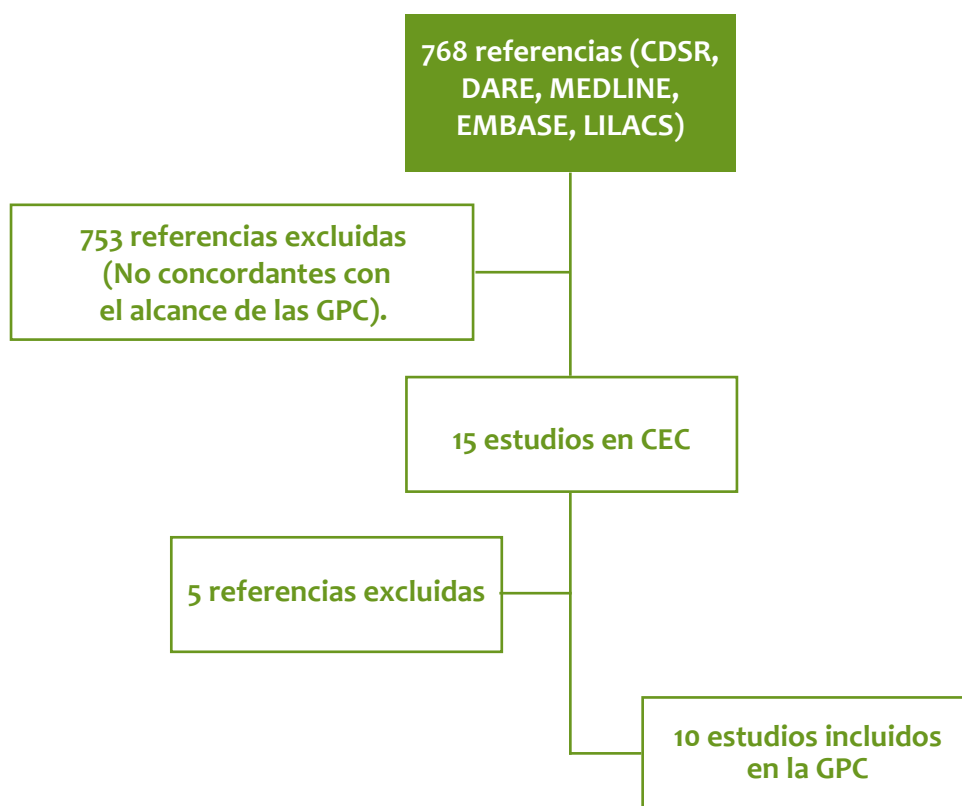 768 referencias (CDSR,
DARE, MEDLINE,
EMBASE, LILACS)
753 referencias excluidas
(No concordantes con
el alcance de las GPC).
15 estudios en CEC
5 referencias excluidas
10 estudios incluidos
en la GPC